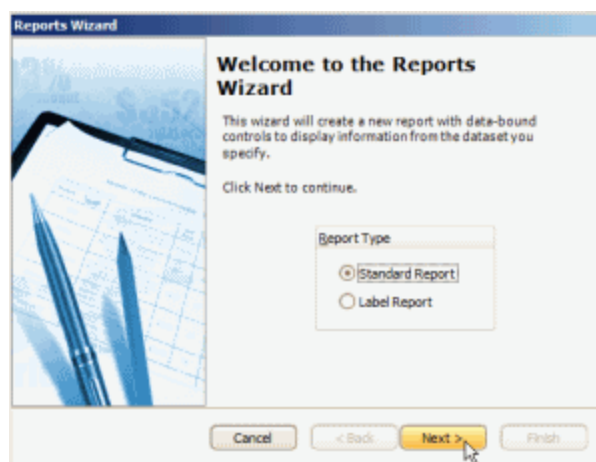 Reports Wizard
Welcome to the Reports
Wizard
This wizard will create a new report with data-bound
controls to display information from the dataset you
specify.
Click Next to continue.
Report Type
Standard Report
Label Report
Cancel
< Back
Next >
Finish